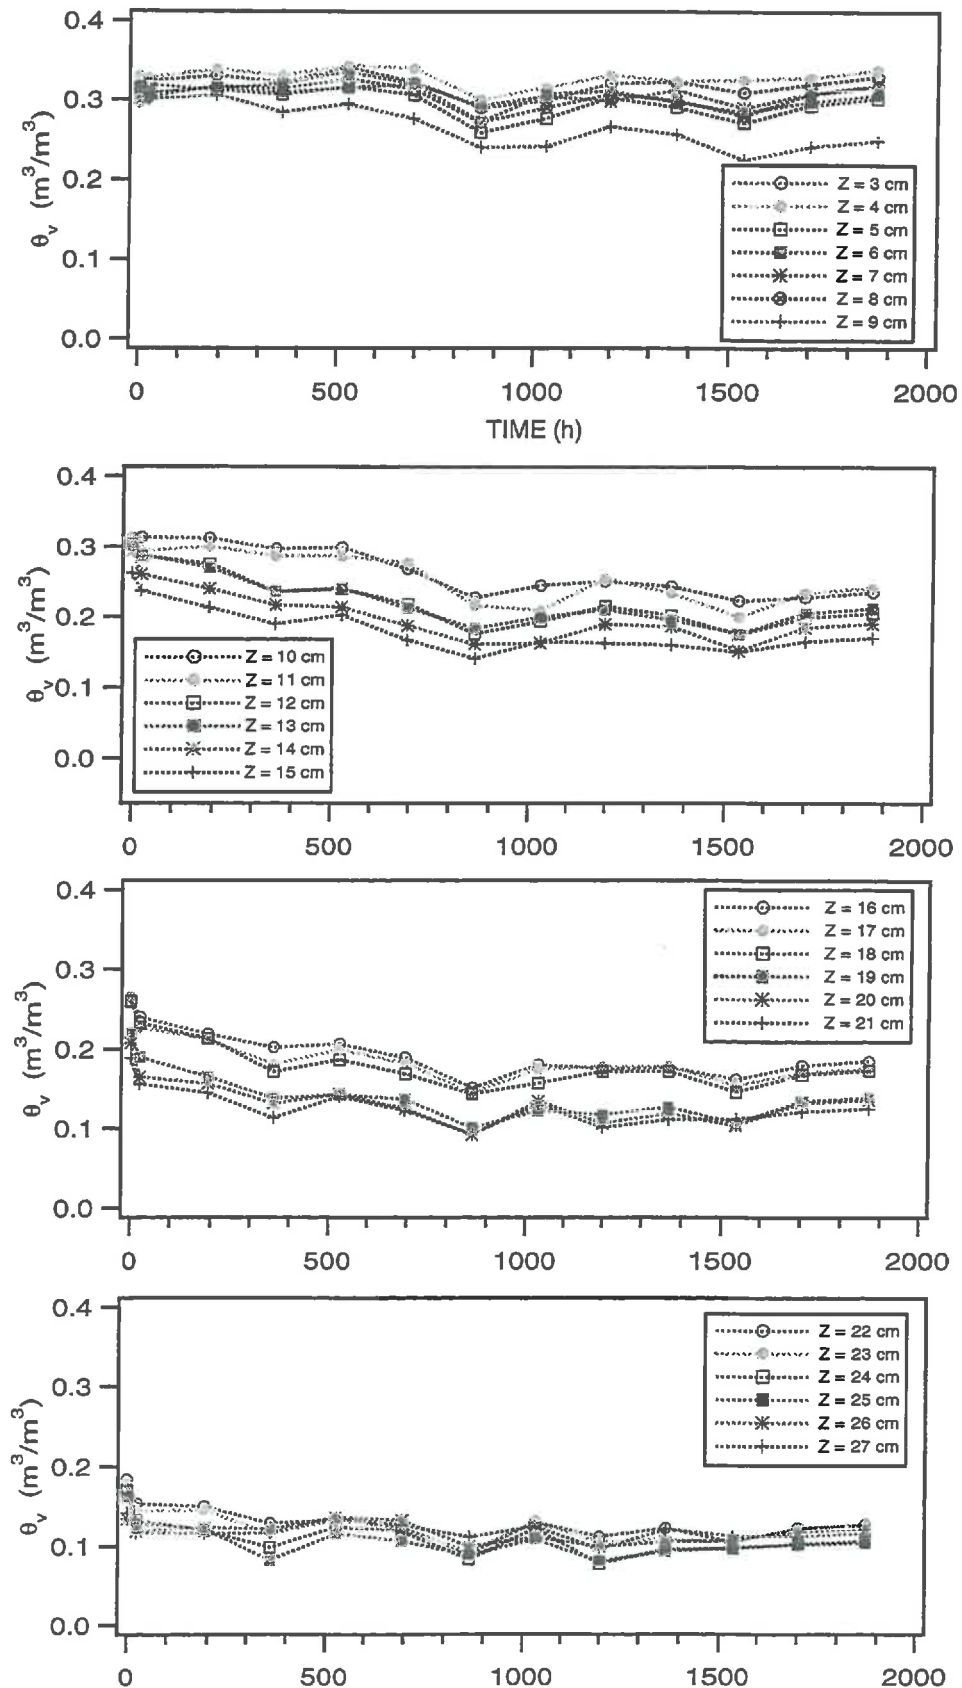 0.4
0.3
0.2
0.1
0.0
θv (m³/m³)
Z = 3 cm
Z = 4 cm
Z = 5 cm
Z = 6 cm
Z = 7 cm
Z = 8 cm
Z = 9 cm
0 500 1000 1500 2000
TIME (h)
0.4
0.3
0.2
0.1
0.0
θv (m³/m³)
Z = 10 cm
Z = 11 cm
Z = 12 cm
Z = 13 cm
Z = 14 cm
Z = 15 cm
0 500 1000 1500 2000
0.4
0.3
0.2
0.1
0.0
θv (m³/m³)
Z = 16 cm
Z = 17 cm
Z = 18 cm
Z = 19 cm
Z = 20 cm
Z = 21 cm
0 500 1000 1500 2000
0.4
0.3
0.2
0.1
0.0
θv (m³/m³)
Z = 22 cm
Z = 23 cm
Z = 24 cm
Z = 25 cm
Z = 26 cm
Z = 27 cm
0 500 1000 1500 2000